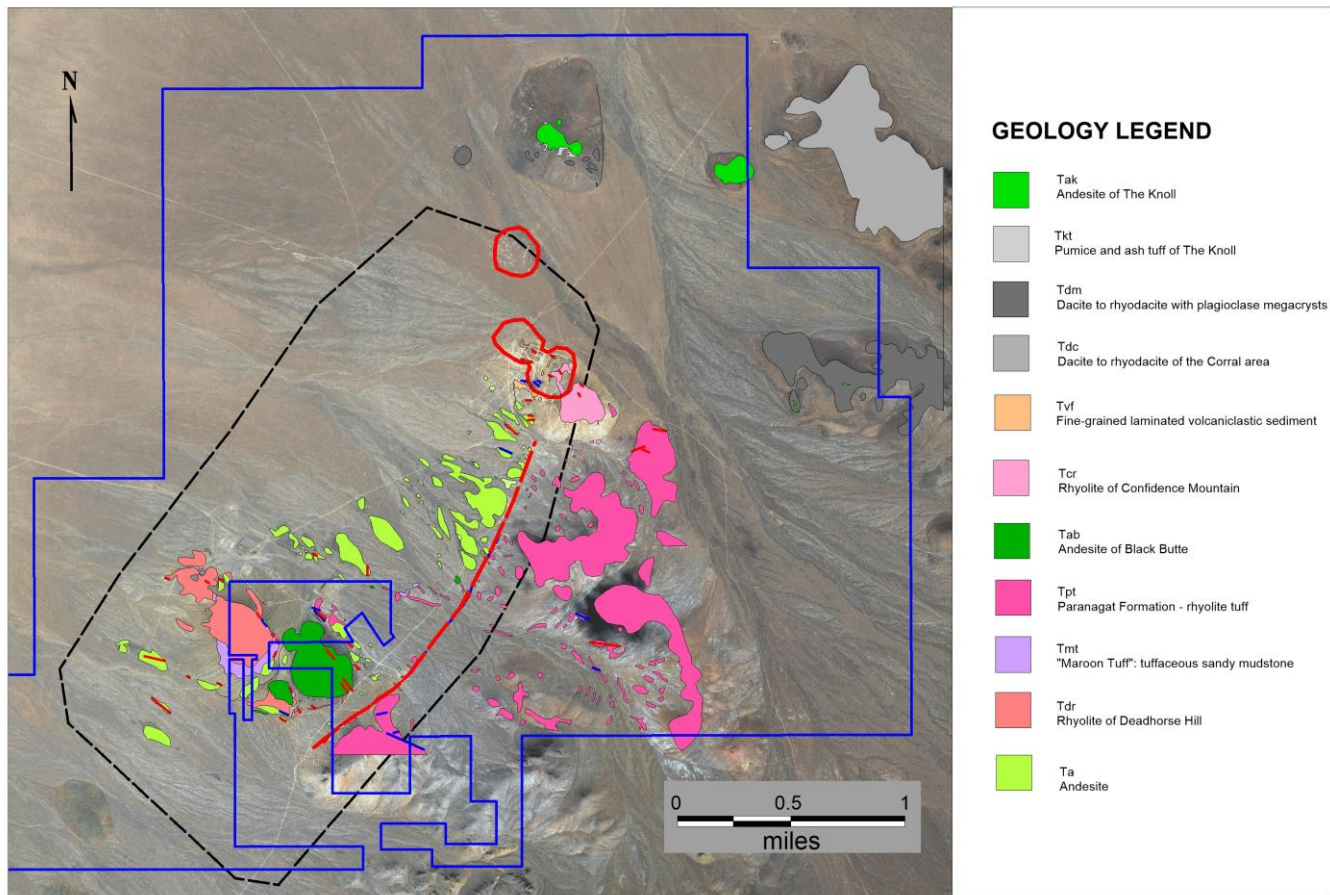 N
GEOLOGY LEGEND
Tak
Andesite of The Knoll
Tkt
Pumice and ash tuff of The Knoll
Tdm
Dacite to rhyodacite with plagioclase megacrysts
Tdc
Dacite to rhyodacite of the Corral area
Tvf
Fine-grained laminated volcaniclastic sediment
Tcr
Rhyolite of Confidence Mountain
Tab
Andesite of Black Butte
Tpt
Paranagat Formation - rhyolite tuff
Tmt
"Maroon Tuff": tuffaceous sandy mudstone
Tdr
Rhyolite of Deadhorse Hill
Ta
Andesite
0 0.5 1
miles